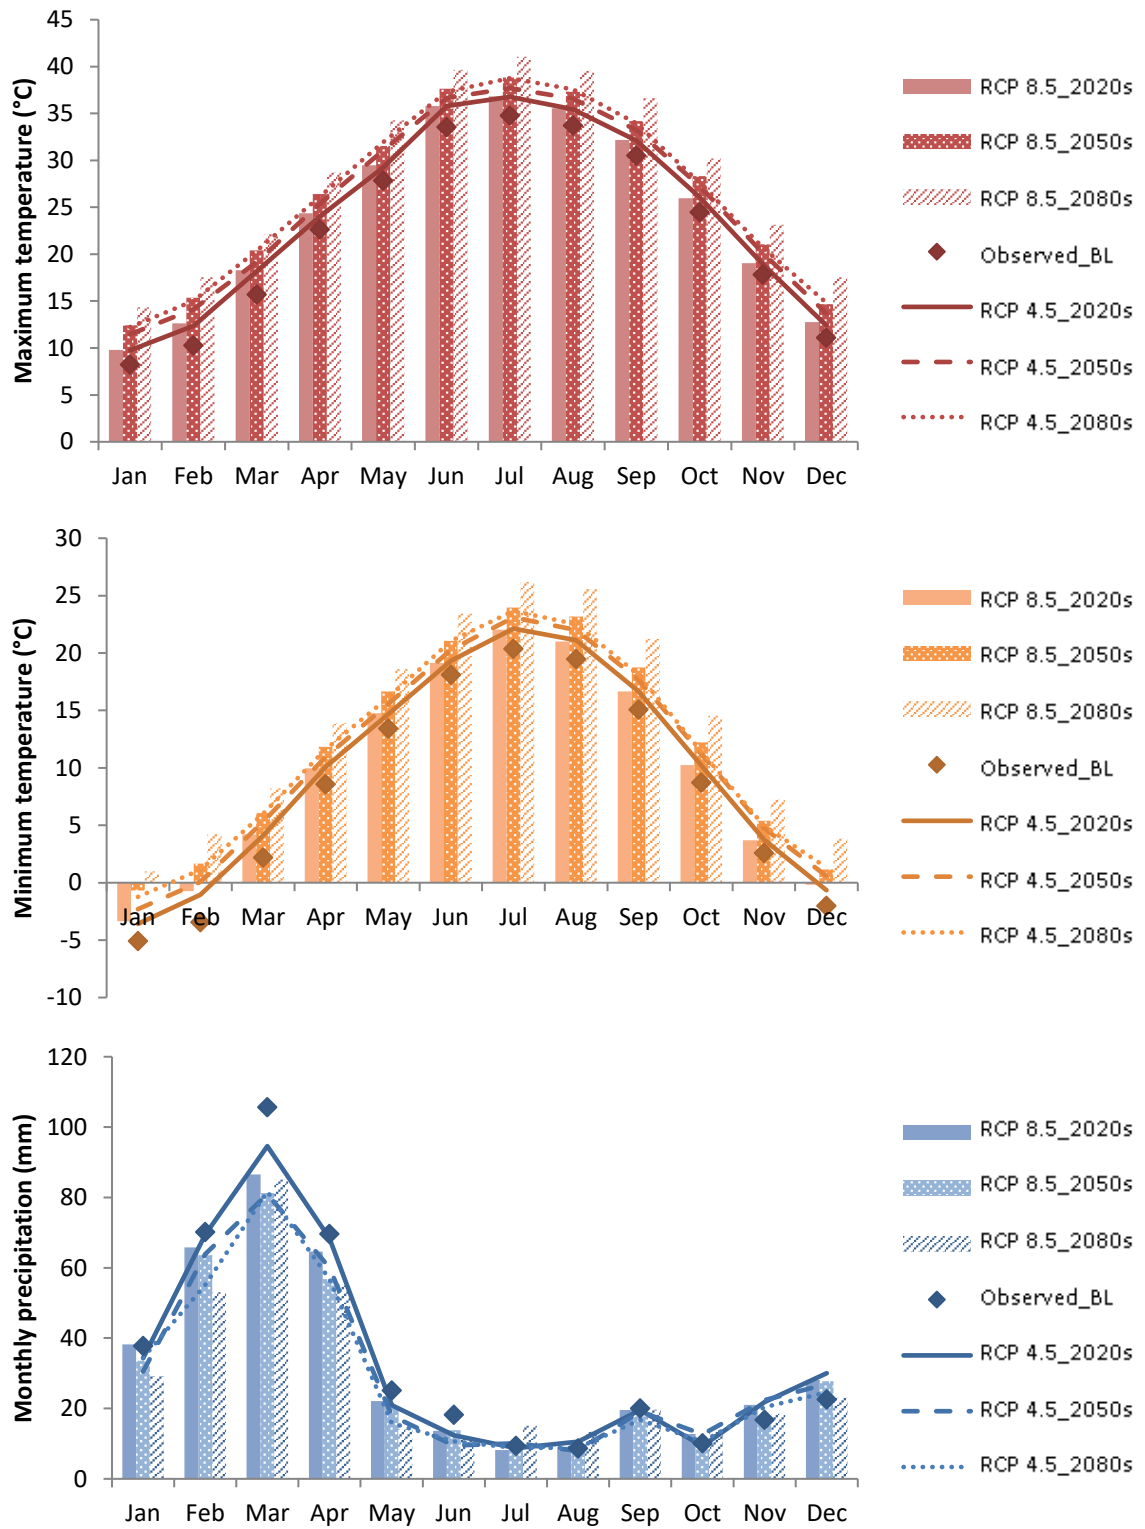 Maximum temperature (°C)
45
40
35
30
25
20
15
10
5
0
Jan Feb Mar Apr May Jun Jul Aug Sep Oct Nov Dec
RCP 8.5_2020s
RCP 8.5_2050s
RCP 8.5_2080s
Observed_BL
RCP 4.5_2020s
RCP 4.5_2050s
RCP 4.5_2080s
Minimum temperature (°C)
30
25
20
15
10
5
0
-5
-10
Jan Feb Mar Apr May Jun Jul Aug Sep Oct Nov Dec
RCP 8.5_2020s
RCP 8.5_2050s
RCP 8.5_2080s
Observed_BL
RCP 4.5_2020s
RCP 4.5_2050s
RCP 4.5_2080s
Monthly precipitation (mm)
120
100
80
60
40
20
0
Jan Feb Mar Apr May Jun Jul Aug Sep Oct Nov Dec
RCP 8.5_2020s
RCP 8.5_2050s
RCP 8.5_2080s
Observed_BL
RCP 4.5_2020s
RCP 4.5_2050s
RCP 4.5_2080s